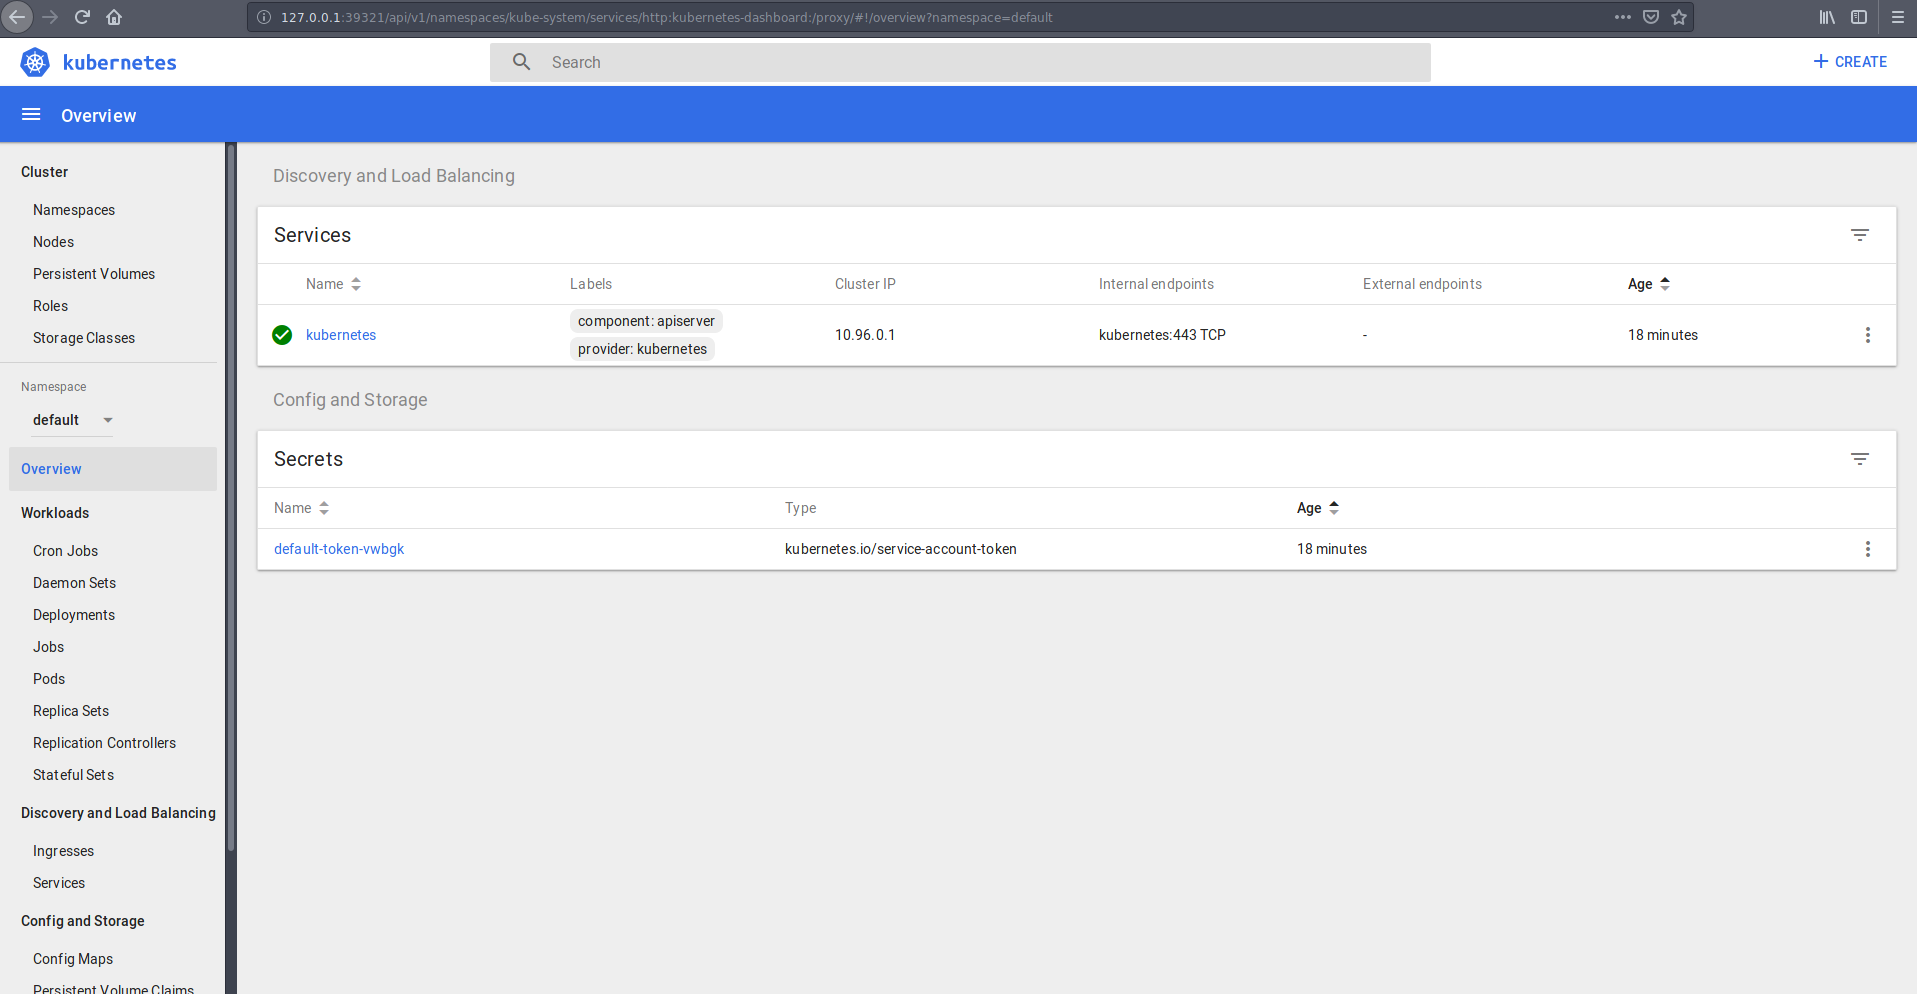 127.0.0.1:39321/api/v1/namespaces/kube-system/services/http:kubernetes-dashboard:/proxy/#!/overview?namespace=default
kubernetes
Search
CREATE
Overview
Cluster
Namespaces
Nodes
Persistent Volumes
Roles
Storage Classes
Namespace
default
Overview
Workloads
Cron Jobs
Daemon Sets
Deployments
Jobs
Pods
Replica Sets
Replication Controllers
Stateful Sets
Discovery and Load Balancing
Ingresses
Services
Config and Storage
Config Maps
Persistent Volume Claims
Discovery and Load Balancing
Services
Name Labels Cluster IP Internal endpoints External endpoints Age
kubernetes component: apiserver 10.96.0.1 kubernetes:443 TCP - 18 minutes
provider: kubernetes
Config and Storage
Secrets
Name Type Age
default-token-vwbgk kubernetes.io/service-account-token 18 minutes